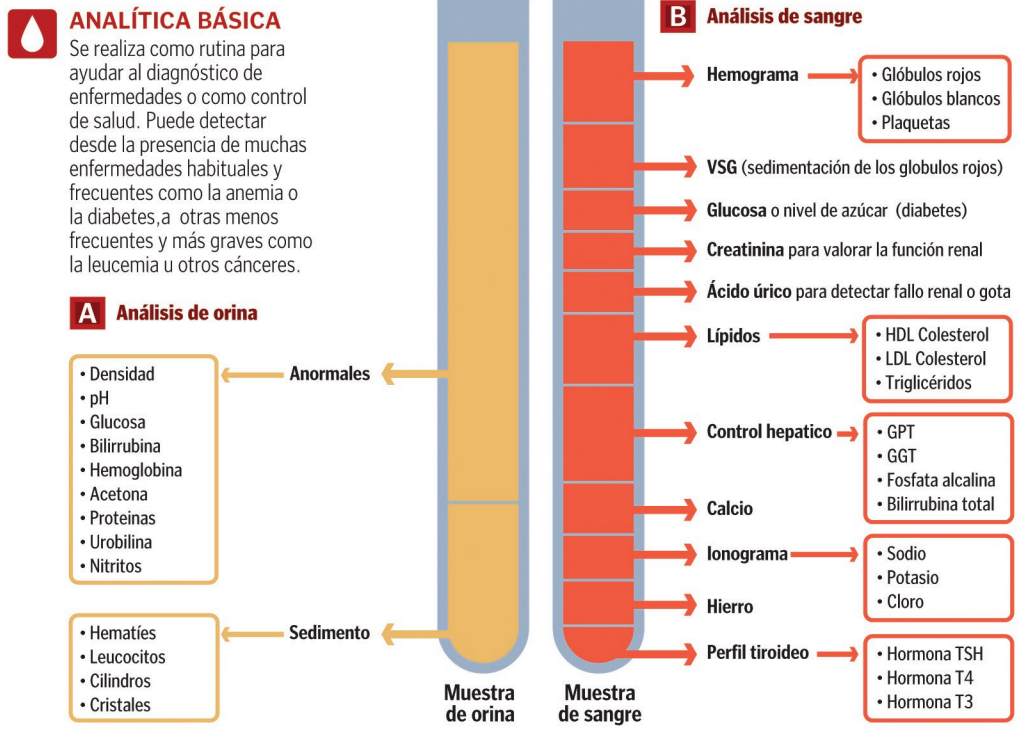 ANALÍTICA BÁSICA
Se realiza como rutina para
ayudar al diagnóstico de
enfermedades o como control
de salud. Puede detectar
desde la presencia de muchas
enfermedades habituales y
frecuentes como la anemia o
la diabetes,a otras menos
frecuentes y más graves como
la leucemia u otros cánceres.
A Análisis de orina
Anormales
• Densidad
• pH
• Glucosa
• Bilirrubina
• Hemoglobina
• Acetona
• Proteinas
• Urobilina
• Nitritos
Sedimento
• Hematíes
• Leucocitos
• Cilindros
• Cristales
Muestra
de orina
Muestra
de sangre
B Análisis de sangre
Hemograma
• Glóbulos rojos
• Glóbulos blancos
• Plaquetas
VSG (sedimentación de los globulos rojos)
Glucosa o nivel de azúcar (diabetes)
Creatinina para valorar la función renal
Ácido úrico para detectar fallo renal o gota
Lípidos
• HDL Colesterol
• LDL Colesterol
• Triglicéridos
Control hepatico
• GPT
• GGT
• Fosfata alcalina
• Bilirrubina total
Calcio
Ionograma
• Sodio
• Potasio
• Cloro
Hierro
Perfil tiroideo
• Hormona TSH
• Hormona T4
• Hormona T3